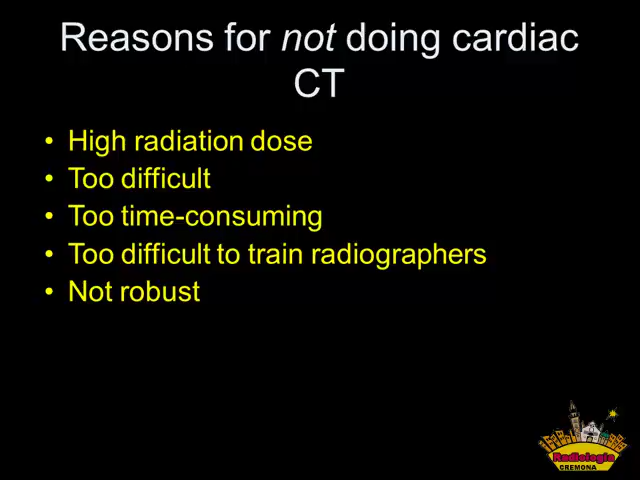 Reasons for not doing cardiac
CT
• High radiation dose
• Too difficult
• Too time-consuming
• Too difficult to train radiographers
• Not robust
Radiologia
CREMONA